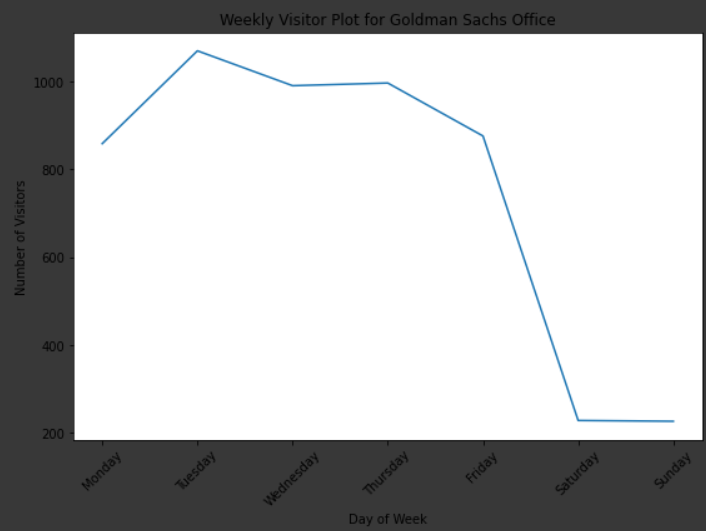 Weekly Visitor Plot for Goldman Sachs Office
Number of Visitors
1000
800
600
400
200
Monday
Tuesday
Wednesday
Thursday
Friday
Saturday
Sunday
Day of Week